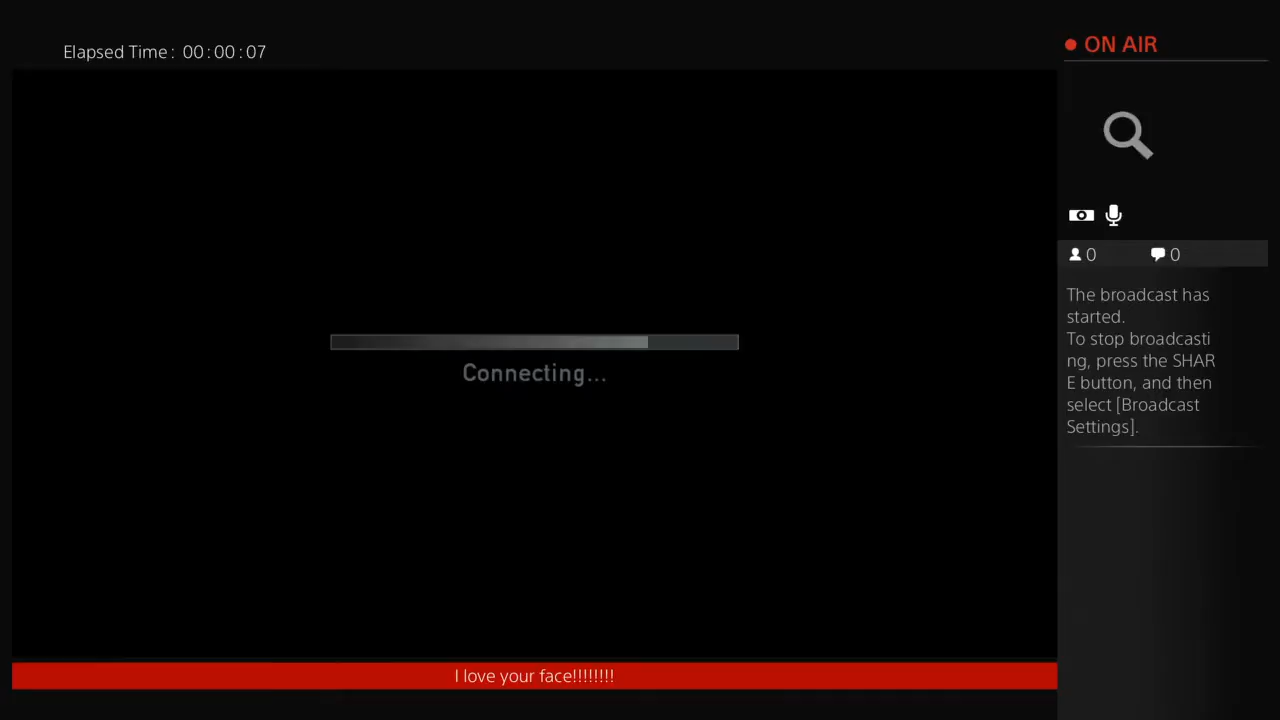 Elapsed Time: 00:00:07
ON AIR
0 0
The broadcast has
started.
To stop broadcasti
ng, press the SHAR
E button, and then
select [Broadcast
Settings].
Connecting...
I love your face!!!!!!!!